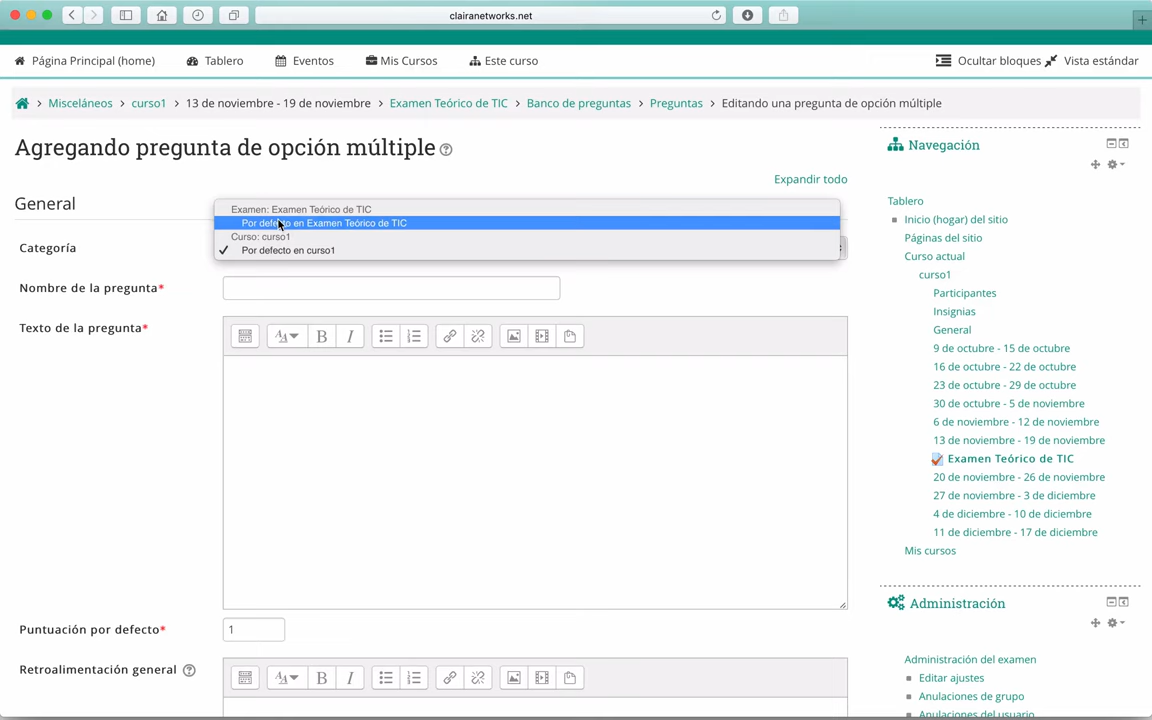 clairanetworks.net
Página Principal (home) Tablero Eventos Mis Cursos Este curso Ocultar bloques Vista estándar
Misceláneos > curso1 > 13 de noviembre - 19 de noviembre > Examen Teórico de TIC > Banco de preguntas > Preguntas > Editando una pregunta de opción múltiple
Agregando pregunta de opción múltiple
Expandir todo
General
Categoría
Examen: Examen Teórico de TIC
Por defecto en Examen Teórico de TIC
Curso: curso1
✓ Por defecto en curso1
Nombre de la pregunta*
Texto de la pregunta*
B I
Puntuación por defecto*
1
Retroalimentación general
B I
Navegación
Tablero
Inicio (hogar) del sitio
Páginas del sitio
Curso actual
curso1
Participantes
Insignias
General
9 de octubre - 15 de octubre
16 de octubre - 22 de octubre
23 de octubre - 29 de octubre
30 de octubre - 5 de noviembre
6 de noviembre - 12 de noviembre
13 de noviembre - 19 de noviembre
Examen Teórico de TIC
20 de noviembre - 26 de noviembre
27 de noviembre - 3 de diciembre
4 de diciembre - 10 de diciembre
11 de diciembre - 17 de diciembre
Mis cursos
Administración
Administración del examen
Editar ajustes
Anulaciones de grupo
Anulaciones del usuario